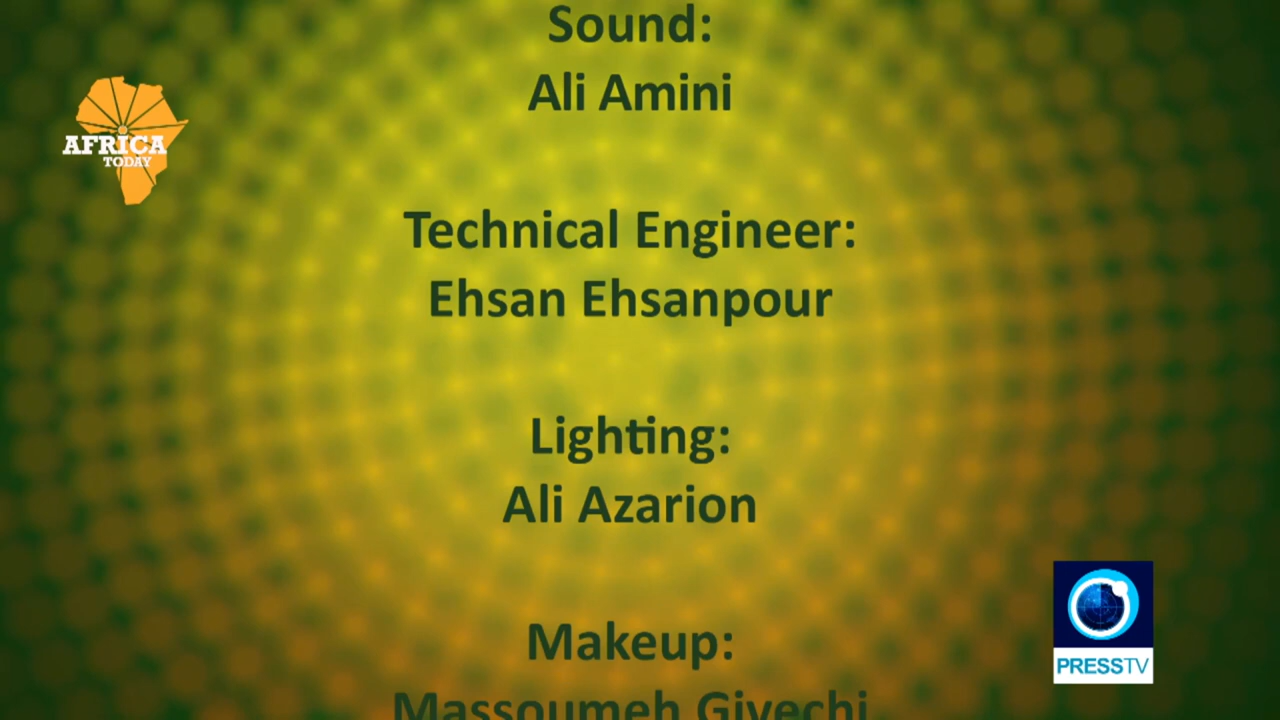 Sound:
Ali Amini
AFRICA
TODAY
Technical Engineer:
Ehsan Ehsanpour
Lighting:
Ali Azarion
Makeup:
Massoumeh Givechi
PRESSTV